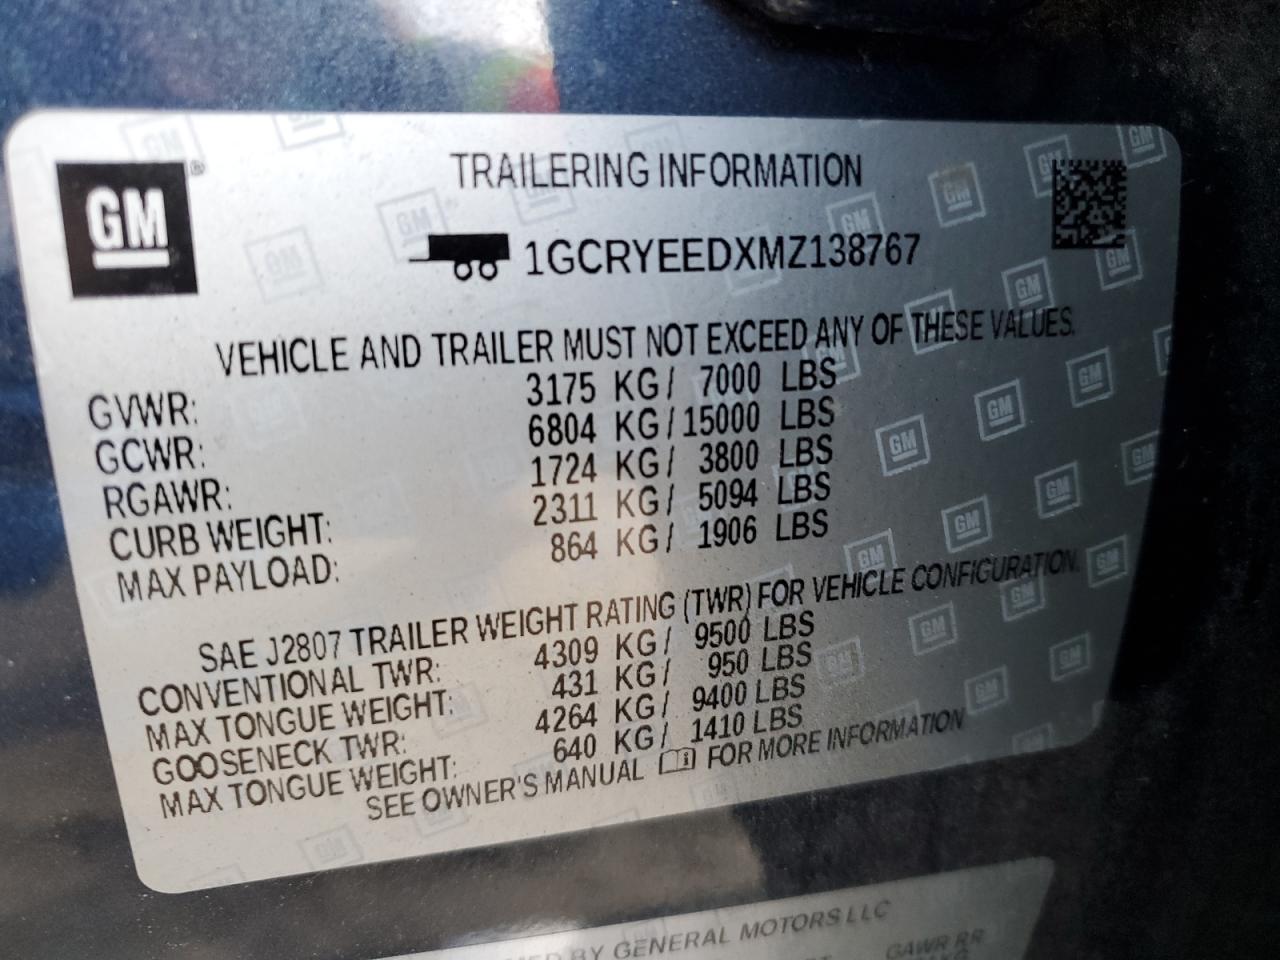 GM ®
TRAILERING INFORMATION
1GCRYEEDXMZ138767
VEHICLE AND TRAILER MUST NOT EXCEED ANY OF THESE VALUES.
GVWR: 3175 KG/ 7000 LBS
GCWR: 6804 KG/15000 LBS
RGAWR: 1724 KG/ 3800 LBS
CURB WEIGHT: 2311 KG/ 5094 LBS
MAX PAYLOAD: 864 KG/ 1906 LBS
SAE J2807 TRAILER WEIGHT RATING (TWR) FOR VEHICLE CONFIGURATION.
CONVENTIONAL TWR: 4309 KG/ 9500 LBS
MAX TONGUE WEIGHT: 431 KG/ 950 LBS
GOOSENECK TWR: 4264 KG/ 9400 LBS
MAX TONGUE WEIGHT: 640 KG/ 1410 LBS
SEE OWNER'S MANUAL FOR MORE INFORMATION
BY GENERAL MOTORS LLC
GAWR RR